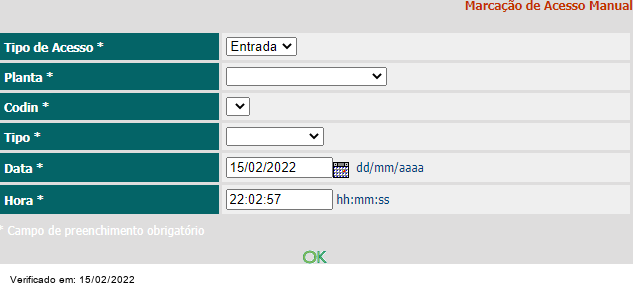 Marcação de Acesso Manual
Tipo de Acesso * Entrada
Planta *
Codin *
Tipo *
Data * 15/02/2022 dd/mm/aaaa
Hora * 22:02:57 hh:mm:ss
* Campo de preenchimento obrigatório
OK
Verificado em: 15/02/2022